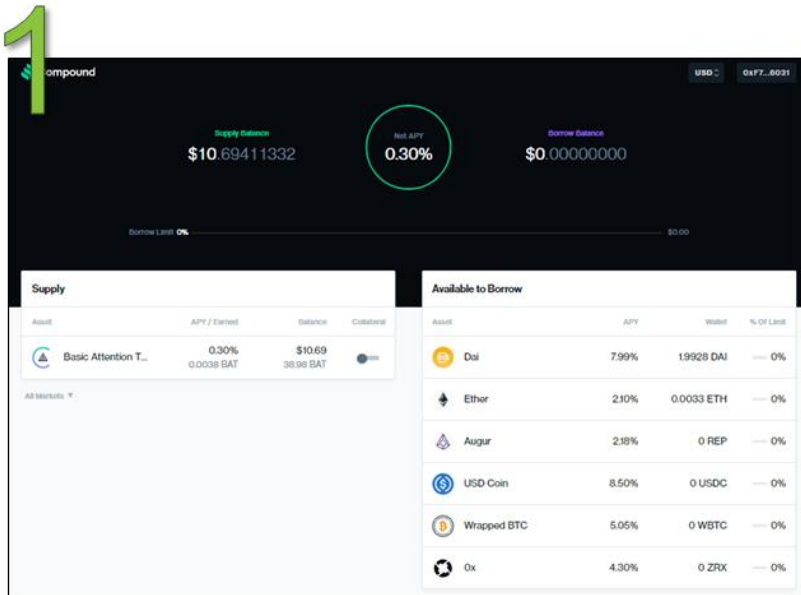 1
Compound
USD
0xF7...6031
Supply Balance
$10.69411332
Net APY
0.30%
Borrow Balance
$0.00000000
Borrow Limit 0%
$0.00
Supply
Asset APY / Earned Balance Collateral
Basic Attention T... 0.30% $10.69
0.0038 BAT 38.98 BAT
All Markets
Available to Borrow
Asset APY Wallet % Of Limit
Dai 7.99% 1.9928 DAI 0%
Ether 2.10% 0.0033 ETH 0%
Augur 2.18% 0 REP 0%
USD Coin 8.50% 0 USDC 0%
Wrapped BTC 5.05% 0 WBTC 0%
0x 4.30% 0 ZRX 0%